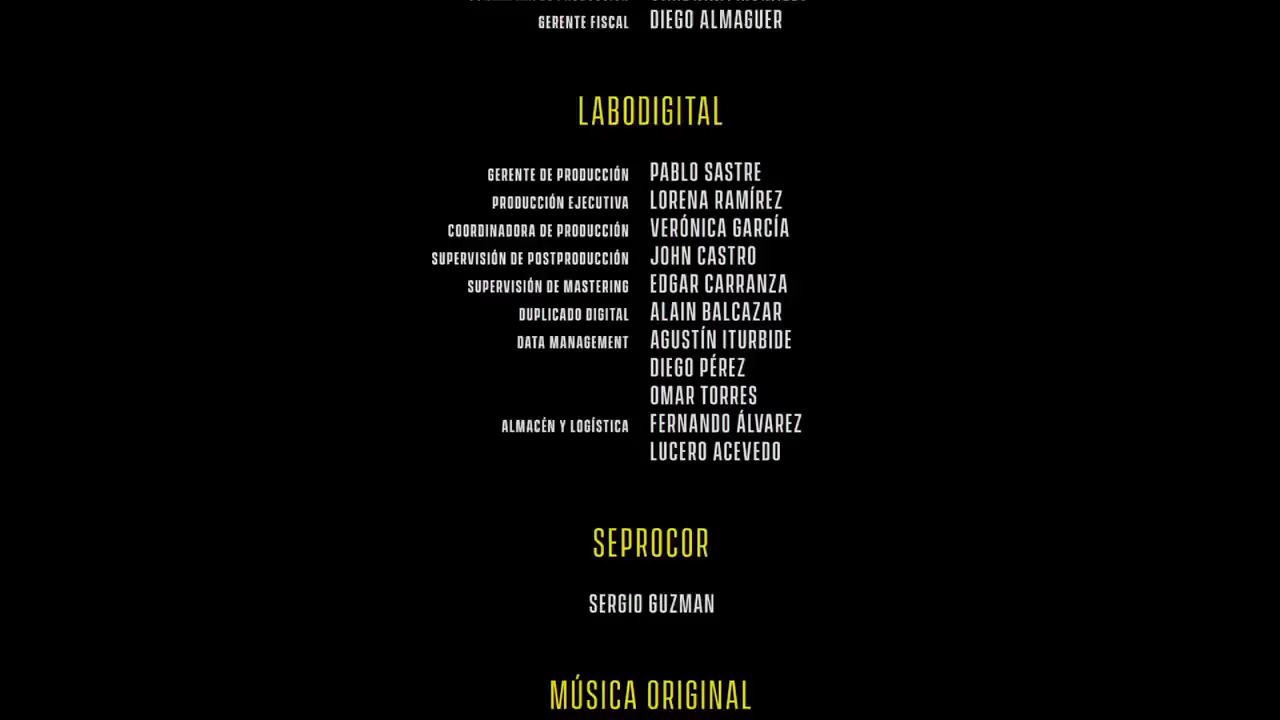 GERENTE FISCAL DIEGO ALMAGUER
LABODIGITAL
GERENTE DE PRODUCCIÓN PABLO SASTRE
PRODUCCIÓN EJECUTIVA LORENA RAMÍREZ
COORDINADORA DE PRODUCCIÓN VERÓNICA GARCÍA
SUPERVISIÓN DE POSTPRODUCCIÓN JOHN CASTRO
SUPERVISIÓN DE MASTERING EDGAR CARRANZA
DUPLICADO DIGITAL ALAIN BALCAZAR
DATA MANAGEMENT AGUSTÍN ITURBIDE
DIEGO PÉREZ
OMAR TORRES
ALMACÉN Y LOGÍSTICA FERNANDO ÁLVAREZ
LUCERO ACEVEDO
SEPROCOR
SERGIO GUZMAN
MÚSICA ORIGINAL